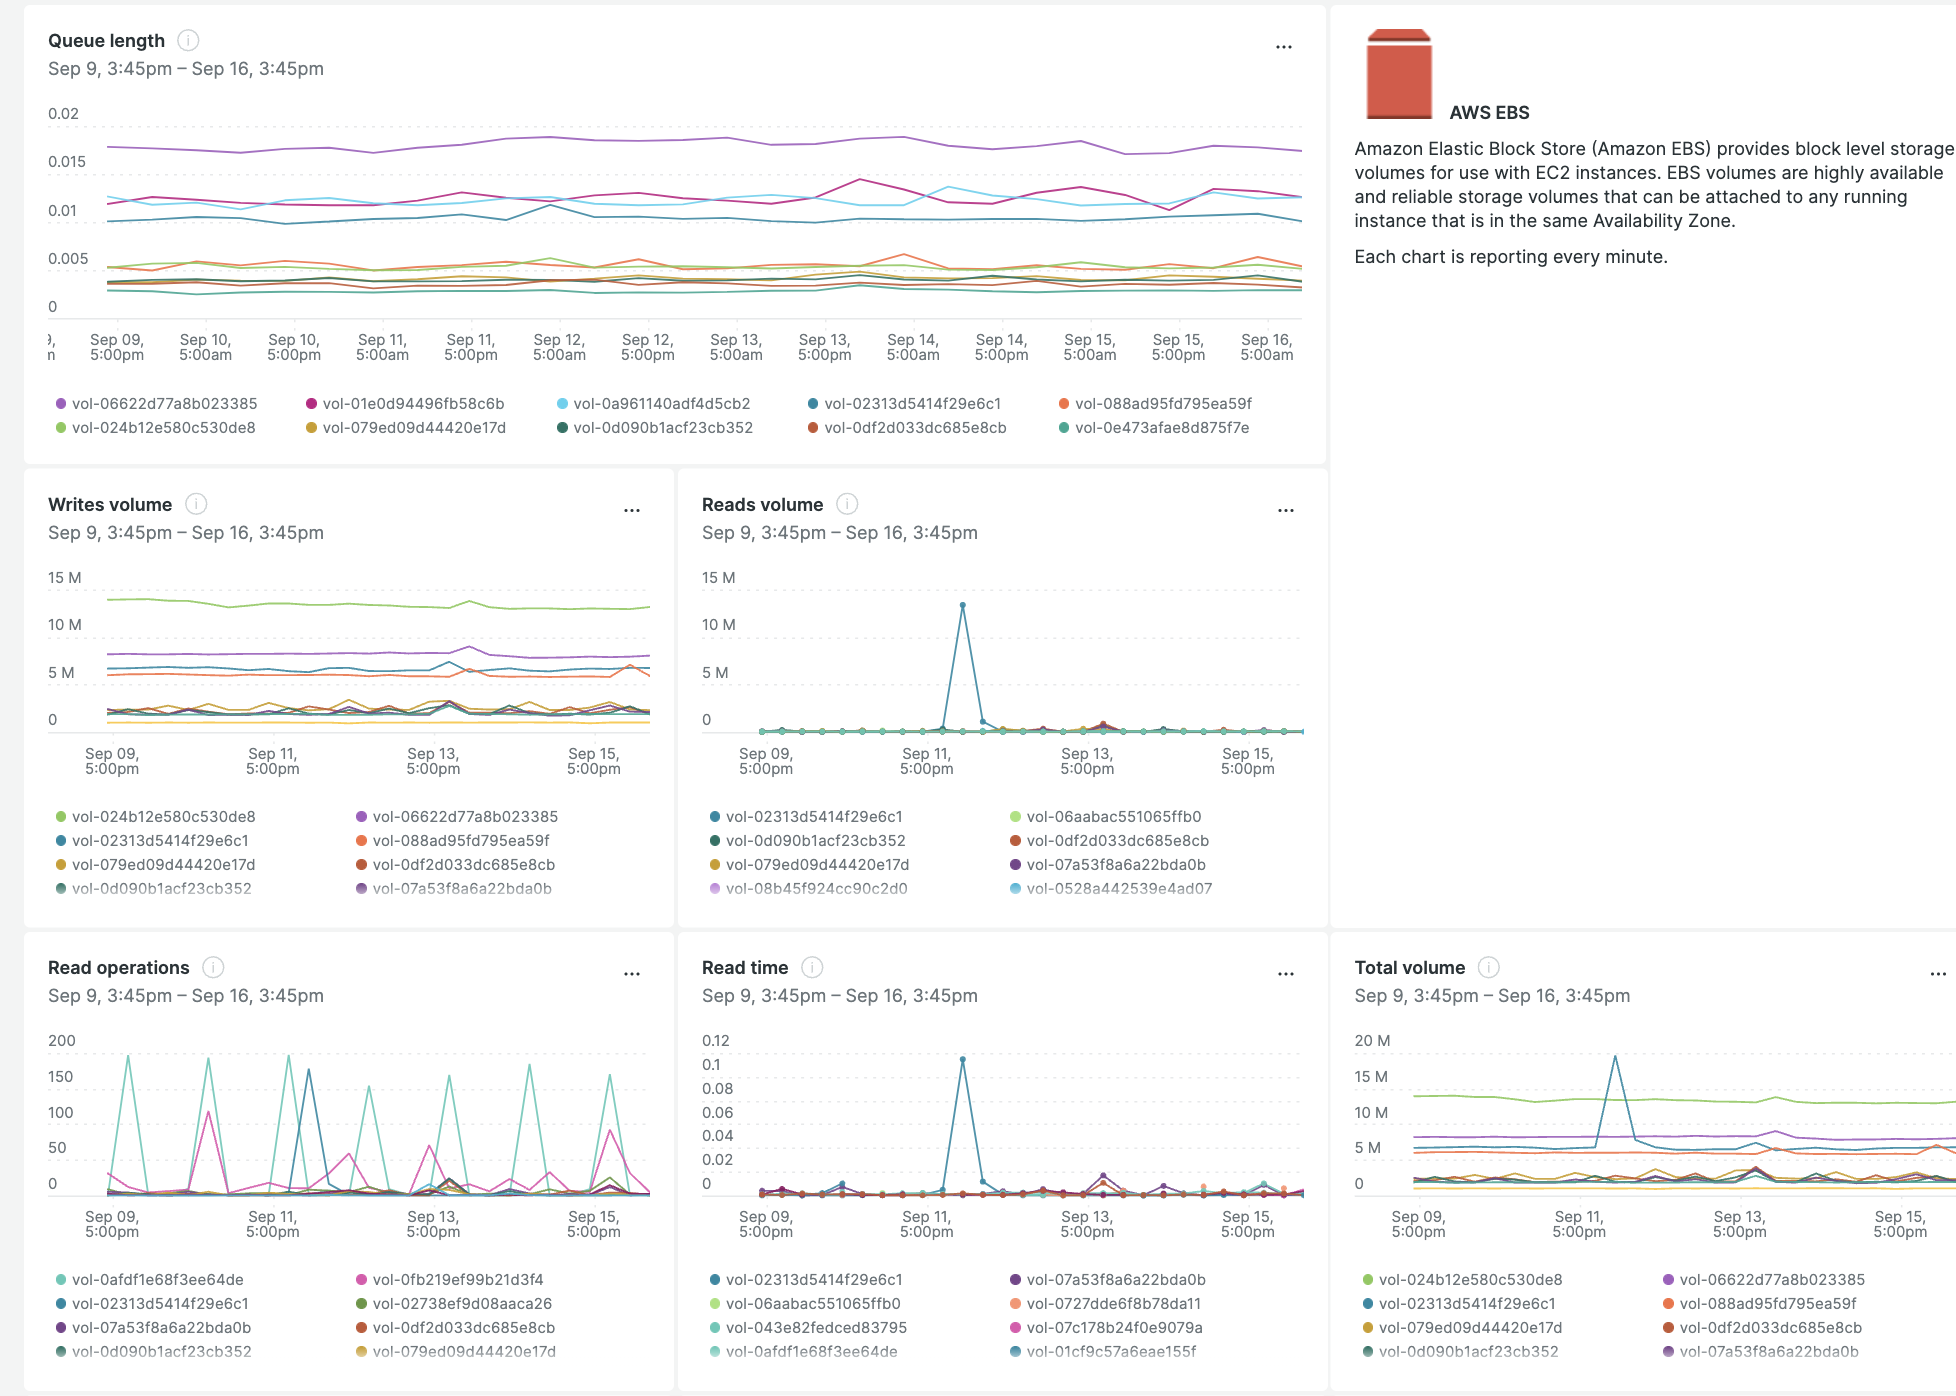 Queue length
Sep 9, 3:45pm – Sep 16, 3:45pm
...
0.02
0.015
0.01
0.005
0
Sep 09, Sep 10, Sep 10, Sep 11, Sep 11, Sep 12, Sep 12, Sep 13, Sep 13, Sep 14, Sep 14, Sep 15, Sep 15, Sep 16,
5:00pm 5:00am 5:00pm 5:00am 5:00pm 5:00am 5:00pm 5:00am 5:00pm 5:00am 5:00pm 5:00am 5:00pm 5:00am
vol-06622d77a8b023385 vol-01e0d94496fb58c6b vol-0a961140adf4d5cb2 vol-02313d5414f29e6c1 vol-088ad95fd795ea59f
vol-024b12e580c530de8 vol-079ed09d44420e17d vol-0d090b1acf23cb352 vol-0df2d033dc685e8cb vol-0e473afae8d875f7e
AWS EBS
Amazon Elastic Block Store (Amazon EBS) provides block level storage
volumes for use with EC2 instances. EBS volumes are highly available
and reliable storage volumes that can be attached to any running
instance that is in the same Availability Zone.
Each chart is reporting every minute.
Writes volume
Sep 9, 3:45pm – Sep 16, 3:45pm
...
15 M
10 M
5 M
0
Sep 09, Sep 11, Sep 13, Sep 15,
5:00pm 5:00pm 5:00pm 5:00pm
vol-024b12e580c530de8 vol-06622d77a8b023385
vol-02313d5414f29e6c1 vol-088ad95fd795ea59f
vol-079ed09d44420e17d vol-0df2d033dc685e8cb
vol-0d090b1acf23cb352 vol-07a53f8a6a22bda0b
Reads volume
Sep 9, 3:45pm – Sep 16, 3:45pm
...
15 M
10 M
5 M
0
Sep 09, Sep 11, Sep 13, Sep 15,
5:00pm 5:00pm 5:00pm 5:00pm
vol-02313d5414f29e6c1 vol-06aabac551065ffb0
vol-0d090b1acf23cb352 vol-0df2d033dc685e8cb
vol-079ed09d44420e17d vol-07a53f8a6a22bda0b
vol-08b45f924cc90c2d0 vol-0528a442539e4ad07
Read operations
Sep 9, 3:45pm – Sep 16, 3:45pm
...
200
150
100
50
0
Sep 09, Sep 11, Sep 13, Sep 15,
5:00pm 5:00pm 5:00pm 5:00pm
vol-0afdf1e68f3ee64de vol-0fb219ef99b21d3f4
vol-02313d5414f29e6c1 vol-02738ef9d08aaca26
vol-07a53f8a6a22bda0b vol-0df2d033dc685e8cb
vol-0d090b1acf23cb352 vol-079ed09d44420e17d
Read time
Sep 9, 3:45pm – Sep 16, 3:45pm
...
0.12
0.1
0.08
0.06
0.04
0.02
0
Sep 09, Sep 11, Sep 13, Sep 15,
5:00pm 5:00pm 5:00pm 5:00pm
vol-02313d5414f29e6c1 vol-07a53f8a6a22bda0b
vol-06aabac551065ffb0 vol-0727dde6f8b78da11
vol-043e82fedced83795 vol-07c178b24f0e9079a
vol-0afdf1e68f3ee64de vol-01cf9c57a6eae155f
Total volume
Sep 9, 3:45pm – Sep 16, 3:45pm
...
20 M
15 M
10 M
5 M
0
Sep 09, Sep 11, Sep 13, Sep 15,
5:00pm 5:00pm 5:00pm 5:00pm
vol-024b12e580c530de8 vol-06622d77a8b023385
vol-02313d5414f29e6c1 vol-088ad95fd795ea59f
vol-079ed09d44420e17d vol-0df2d033dc685e8cb
vol-0d090b1acf23cb352 vol-07a53f8a6a22bda0b